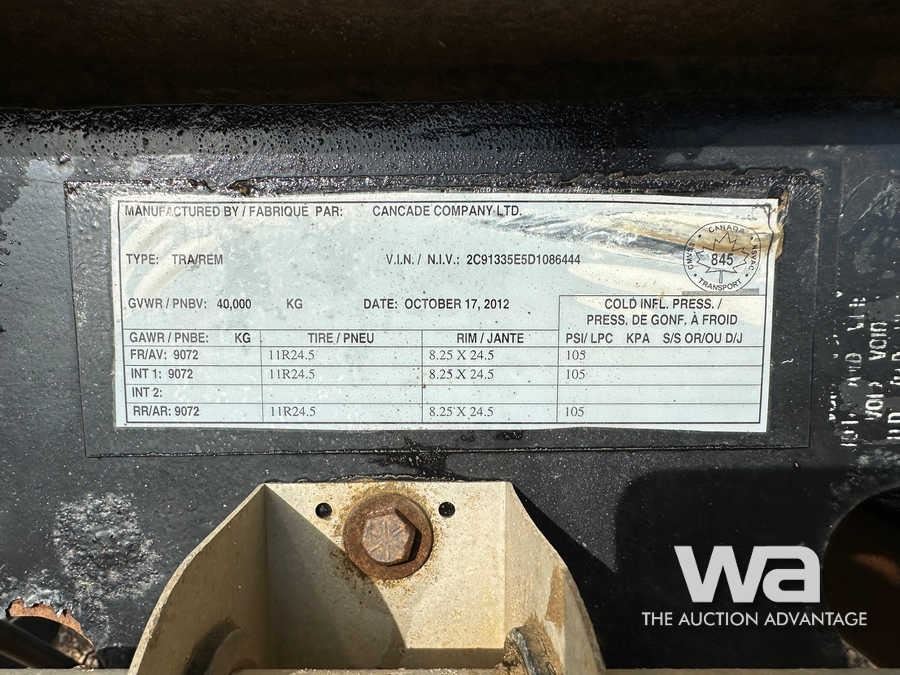 MANUFACTURED BY / FABRIQUE PAR: CANCADE COMPANY LTD.
TYPE: TRA/REM V.I.N. / N.I.V.: 2C91335E5D1086444
CANADA
845
TRANSPORT
GVWR / PNBV: 40,000 KG DATE: OCTOBER 17, 2012
COLD INFL. PRESS. /
PRESS. DE GONF. À FROID
GAWR / PNBE: KG TIRE / PNEU RIM / JANTE PSI/ LPC KPA S/S OR/OU D/J
FR/AV: 9072 11R24.5 8.25 X 24.5 105
INT 1: 9072 11R24.5 8.25 X 24.5 105
INT 2:
RR/AR: 9072 11R24.5 8.25 X 24.5 105
VOID VOID
wa
THE AUCTION ADVANTAGE